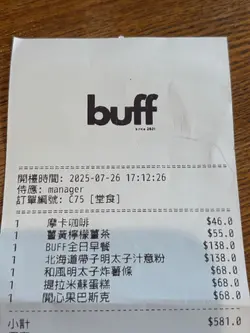 buff
since 2021
開檯時間: 2025-07-26 17:12:26
侍應: manager
訂單編號: C75 [堂食]
1 摩卡咖啡 $46.0
1 薑黃檸檬薑茶 $55.0
1 BUFF全日早餐 $138.0
1 北海道帶子明太子汁意粉 $138.0
1 和風明太子炸薯條 $68.0
1 提拉米蘇蛋糕 $68.0
1 開心果巴斯克 $68.0
小計 $581.0